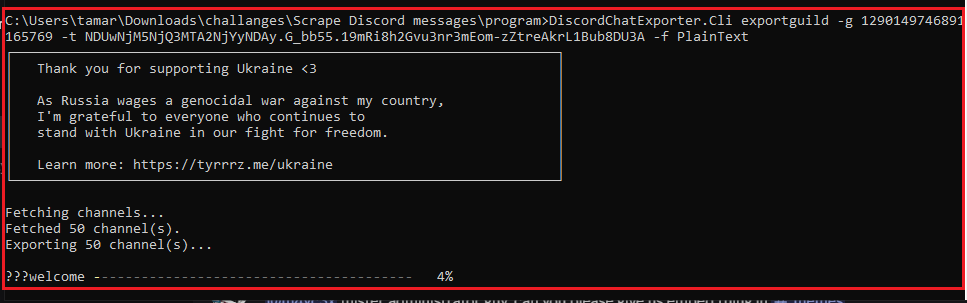 C:\Users\tamar\Downloads\challanges\Scrape Discord messages\program>DiscordChatExporter.Cli exportguild -g 1290149746891
165769 -t NDUwNjM5NjQ3MTA2NjYyNDAy.G_bb55.19mRi8h2Gvu3nr3mEom-zZtreAkrL1Bub8DU3A -f PlainText
Thank you for supporting Ukraine <3
As Russia wages a genocidal war against my country,
I'm grateful to everyone who continues to
stand with Ukraine in our fight for freedom.
Learn more: https://tyrrrz.me/ukraine
Fetching channels...
Fetched 50 channel(s).
Exporting 50 channel(s)...
???welcome ---------------------------------------- 4%